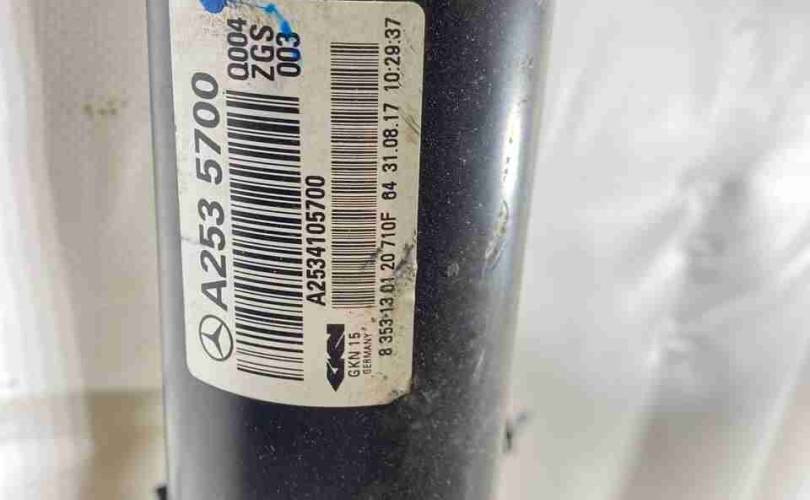 A253 5700
Q004
ZGS
003
A2534105700
GKN
GKN 15
GERMANY
8 353-13 01 20 710F 64 31.08.17 10:29:37